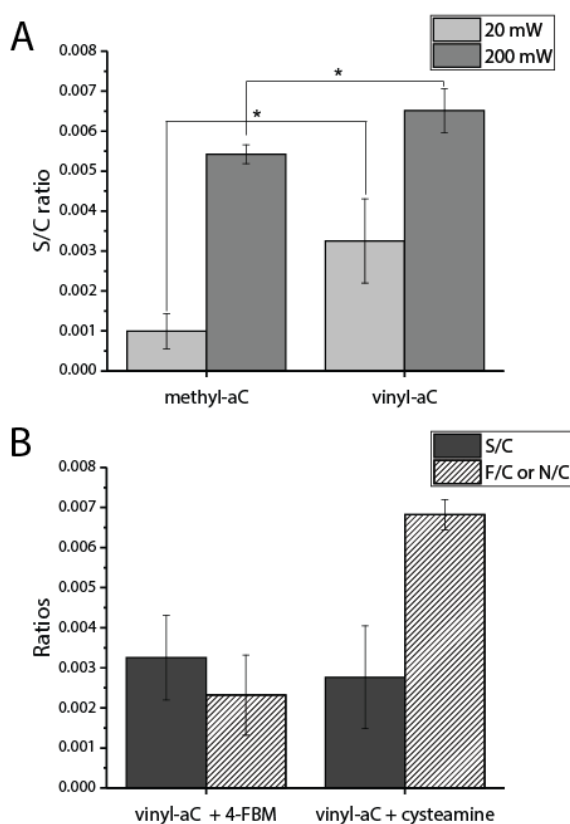 A
20 mW
200 mW
0.008
0.007
0.006
0.005
0.004
0.003
0.002
0.001
0.000
S/C ratio
*
*
methyl-aC
vinyl-aC
B
S/C
F/C or N/C
0.008
0.007
0.006
0.005
0.004
0.003
0.002
0.001
0.000
Ratios
vinyl-aC + 4-FBM
vinyl-aC + cysteamine